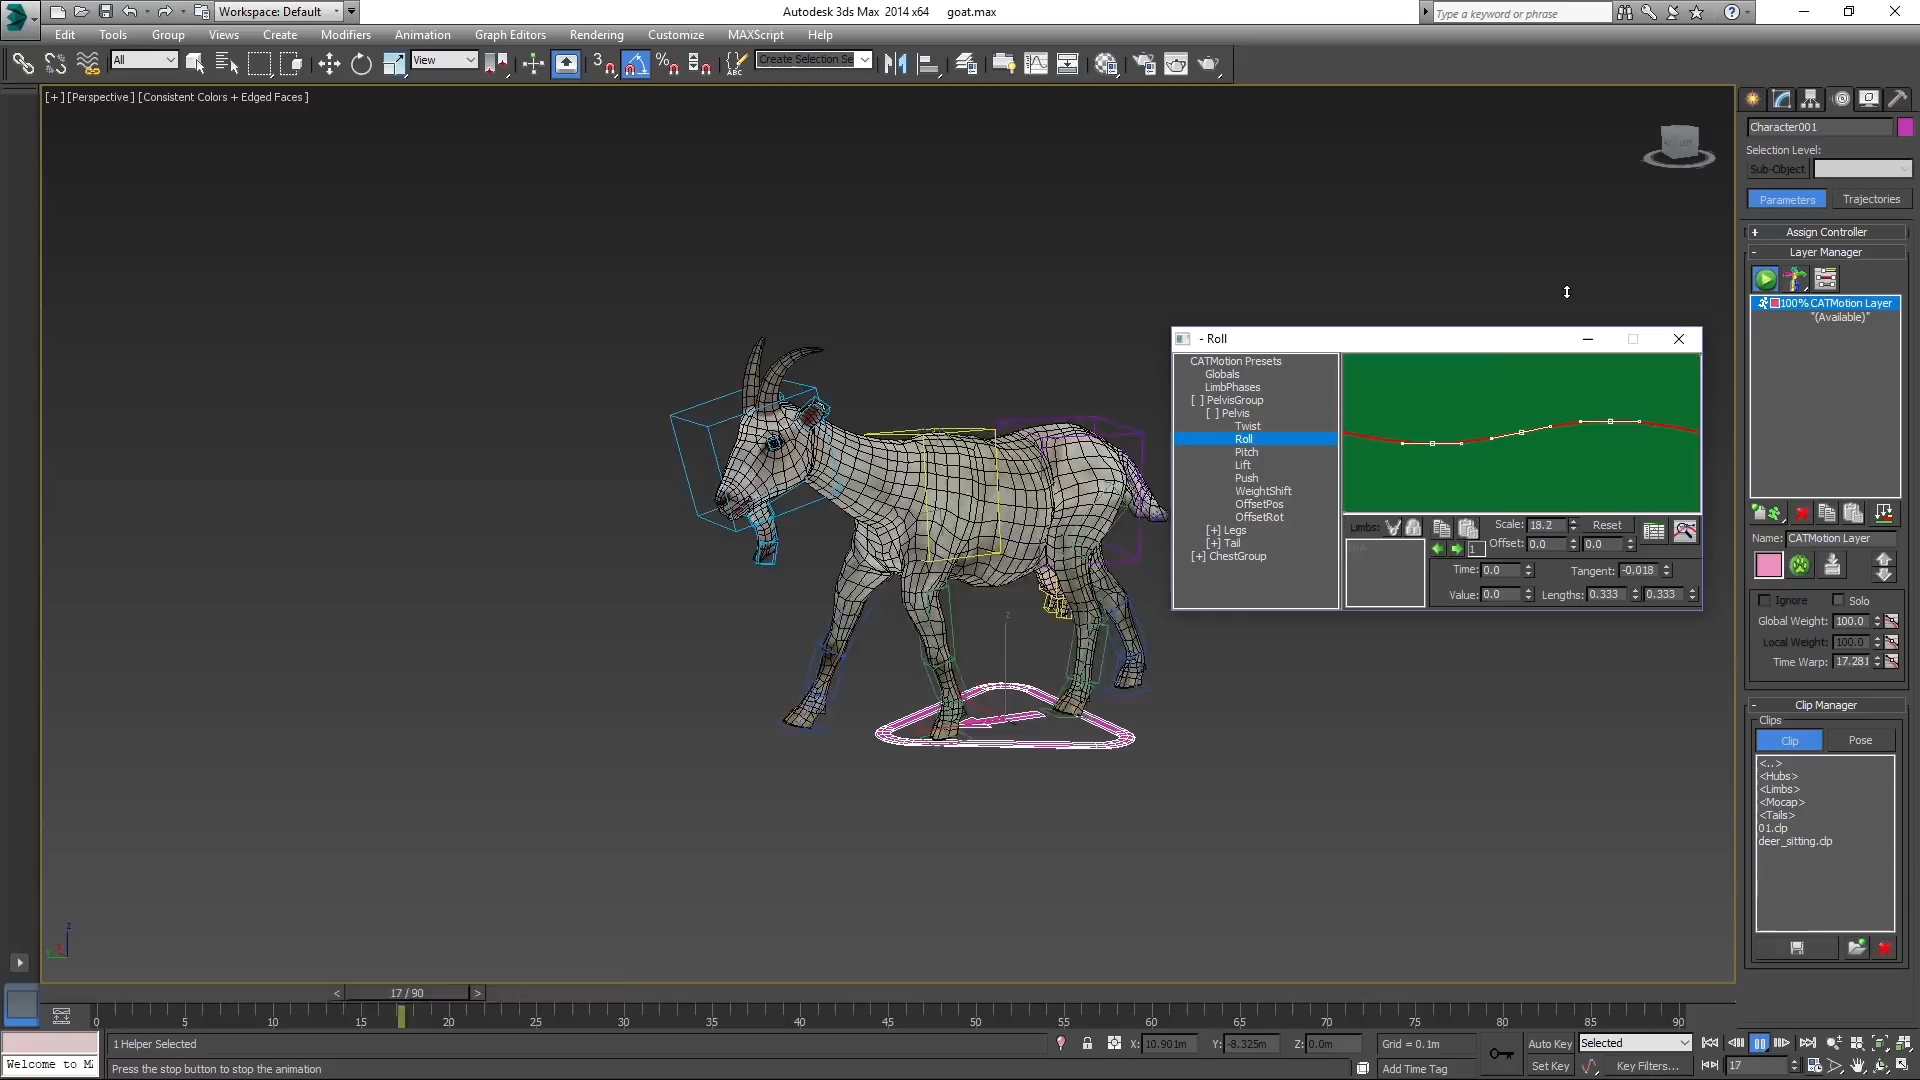 Workspace: Default
Autodesk 3ds Max 2014 x64 goat.max
Type a keyword or phrase
Edit Tools Group Views Create Modifiers Animation Graph Editors Rendering Customize MAXScript Help
All
View
Create Selection Se
[+] [Perspective] [Consistent Colors + Edged Faces]
Character001
Selection Level:
Sub-Object
Parameters Trajectories
+ Assign Controller
- Layer Manager
100% CATMotion Layer
"(Available)"
Name: CATMotion Layer
Ignore Solo
Global Weight: 100.0
Local Weight: 100.0
Time Warp: 17.281
- Clip Manager
Clips
Clip Pose
<..>
<Hubs>
<Limbs>
<Mocap>
<Tails>
01.clp
deer_sitting.clp
- Roll
CATMotion Presets
Globals
LimbPhases
[ ] PelvisGroup
[ ] Pelvis
Twist
Roll
Pitch
Lift
Push
WeightShift
OffsetPos
OffsetRot
[+] Legs
[+] Tail
[+] ChestGroup
Limbs:
Scale: 18.2 Reset
1 Offset: 0.0 0.0
Time: 0.0 Tangent: -0.018
Value: 0.0 Lengths: 0.333 0.333
< 17 / 90 >
0 5 10 15 20 25 30 35 40 45 50 55 60 65 70 75 80 85 90
1 Helper Selected
X: 10.901m Y: -8.325m Z: 0.0m Grid = 0.1m
Auto Key Selected
Welcome to M
Press the stop button to stop the animation
Add Time Tag
Set Key Key Filters...
17